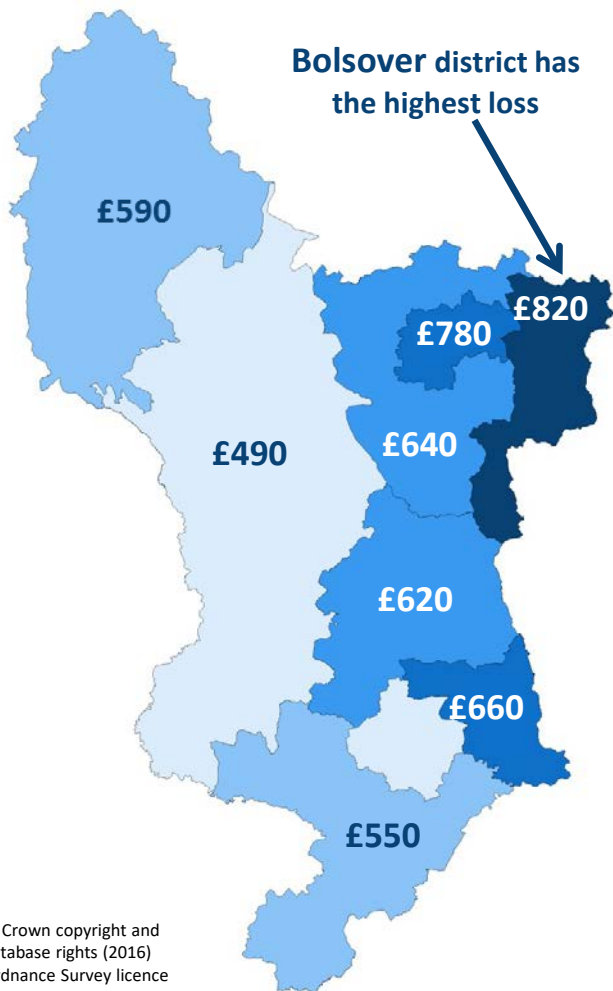 Bolsover district has
the highest loss
£590
£820
£780
£490
£640
£620
£660
£550
Crown copyright and
tabase rights (2016)
rdnance Survey licence